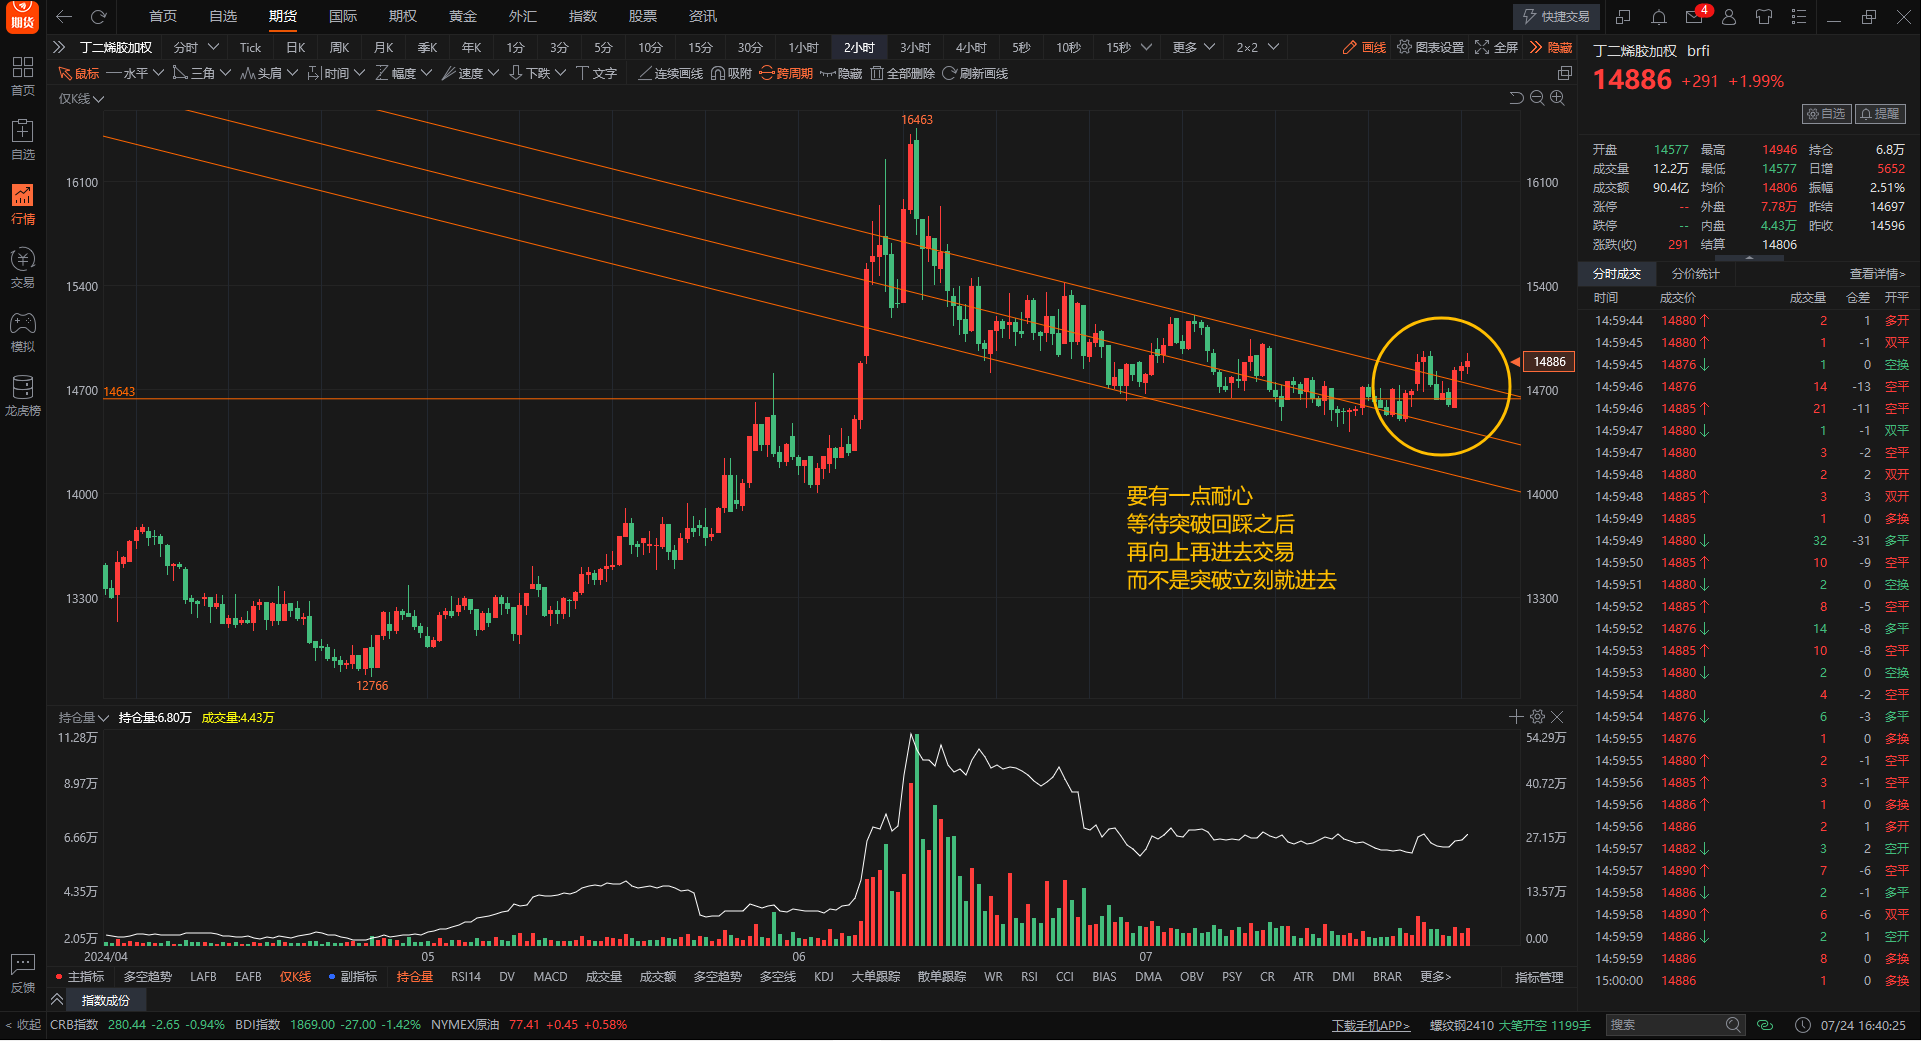 期货 首页 自选 期货 国际 期权 黄金 外汇 指数 股票 资讯 快捷交易 4
丁二烯胶加权 分时 Tick 日K 周K 月K 季K 年K 1分 3分 5分 10分 15分 30分 1小时 2小时 3小时 4小时 5秒 10秒 15秒 更多 2×2 画线 图表设置 全屏 隐藏
鼠标 水平 三角 头肩 时间 幅度 速度 下跌 文字 连续画线 吸附 跨周期 隐藏 全部删除 刷新画线
仅K线
首页
自选
行情
交易
模拟
龙虎榜
反馈
< 收起
16463
16100 16100
15400 15400
14886
14700 14643 14700
14000 14000
13300 13300
12766
要有一点耐心
等待突破回踩之后
再向上再进去交易
而不是突破立刻就进去
持仓量 持仓量:6.80万 成交量:4.43万
11.28万 54.29万
8.97万 40.72万
6.66万 27.15万
4.35万 13.57万
2.05万 0.00
2024/04 05 06 07
主指标 多空趋势 LAFB EAFB 仅K线 副指标 持仓量 RSI14 DV MACD 成交量 成交额 多空趋势 多空线 KDJ 大单跟踪 散单跟踪 WR RSI CCI BIAS DMA OBV PSY CR ATR DMI BRAR 更多> 指标管理
指数成份
丁二烯胶加权 brfi
14886 +291 +1.99%
自选 提醒
开盘 14577 最高 14946 持仓 6.8万
成交量 12.2万 最低 14577 日增 5652
成交额 90.4亿 均价 14806 振幅 2.51%
涨停 -- 外盘 7.78万 昨结 14697
跌停 -- 内盘 4.43万 昨收 14596
涨跌(收) 291 结算 14806
分时成交 分价统计 查看详情>
时间 成交价 成交量 仓差 开平
14:59:44 14880↑ 2 1 多开
14:59:45 14880↑ 1 -1 双平
14:59:45 14876↓ 1 0 空换
14:59:46 14876 14 -13 空平
14:59:46 14885↑ 21 -11 空平
14:59:47 14880↓ 1 -1 双平
14:59:47 14880 3 -2 空平
14:59:48 14880 2 2 双开
14:59:48 14885↑ 3 3 双开
14:59:49 14885 1 0 多换
14:59:49 14880↓ 32 -31 多平
14:59:50 14885↑ 10 -9 空平
14:59:51 14880↓ 2 0 空换
14:59:52 14885↑ 8 -5 空平
14:59:52 14876↓ 14 -8 多平
14:59:53 14885↑ 10 -8 空平
14:59:53 14880↓ 2 0 空换
14:59:54 14880 4 -2 空平
14:59:54 14876↓ 6 -3 多平
14:59:55 14876 1 0 多换
14:59:55 14880↑ 2 -1 空平
14:59:56 14885↑ 3 -1 空平
14:59:56 14886↑ 1 0 多换
14:59:56 14886 2 1 多开
14:59:57 14882↓ 3 2 空开
14:59:57 14890↑ 7 -6 空平
14:59:58 14886↓ 2 -1 多平
14:59:58 14890↑ 6 -6 双平
14:59:59 14886↓ 2 1 空开
14:59:59 14886 8 0 多换
15:00:00 14886 1 0 多换
CRB指数 280.44 -2.65 -0.94% BDI指数 1869.00 -27.00 -1.42% NYMEX原油 77.41 +0.45 +0.58% 下载手机APP> 螺纹钢2410 大笔开空 1199手 搜索 07/24 16:40:25